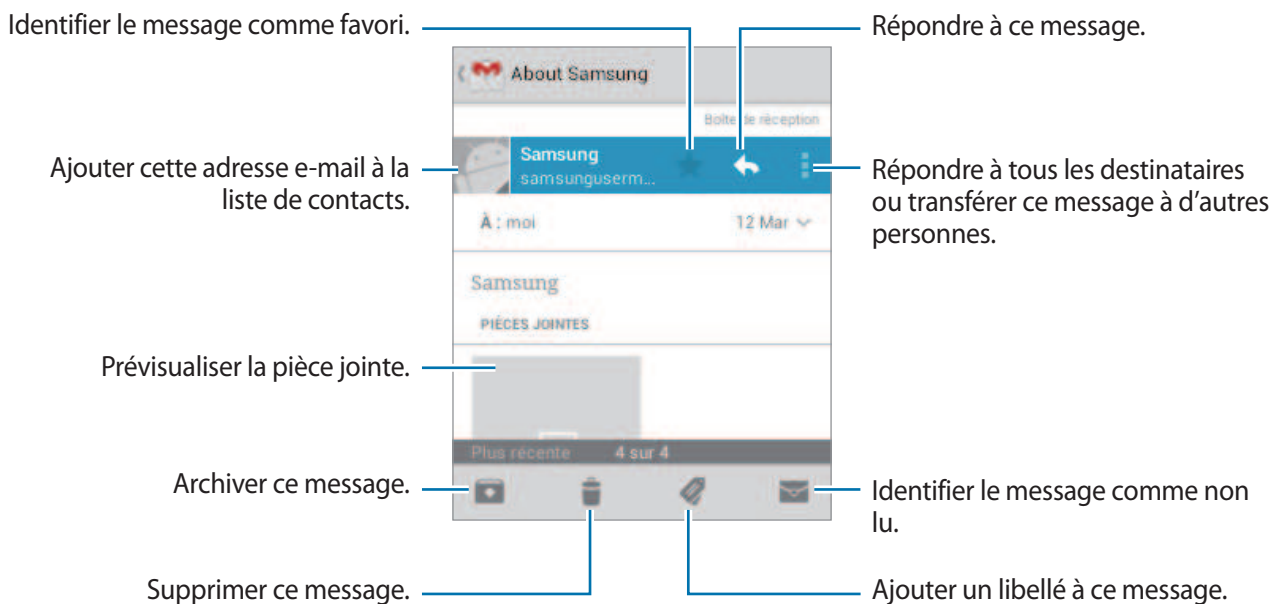 Identifier le message comme favori.
Répondre à ce message.
About Samsung
Boîte de réception
Ajouter cette adresse e-mail à la
liste de contacts.
Samsung
samsunguserm...
Répondre à tous les destinataires
ou transférer ce message à d'autres
personnes.
À : moi
12 Mar
Samsung
PIÈCES JOINTES
Prévisualiser la pièce jointe.
Plus récente
4 sur 4
Archiver ce message.
Identifier le message comme non
lu.
Supprimer ce message.
Ajouter un libellé à ce message.